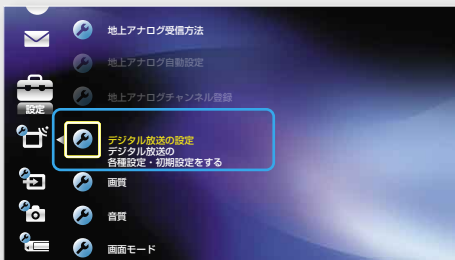 地上アナログ受信方法
地上アナログ自動設定
地上アナログチャンネル登録
設定
デジタル放送の設定
デジタル放送の
各種設定・初期設定をする
画質
音質
画面モード